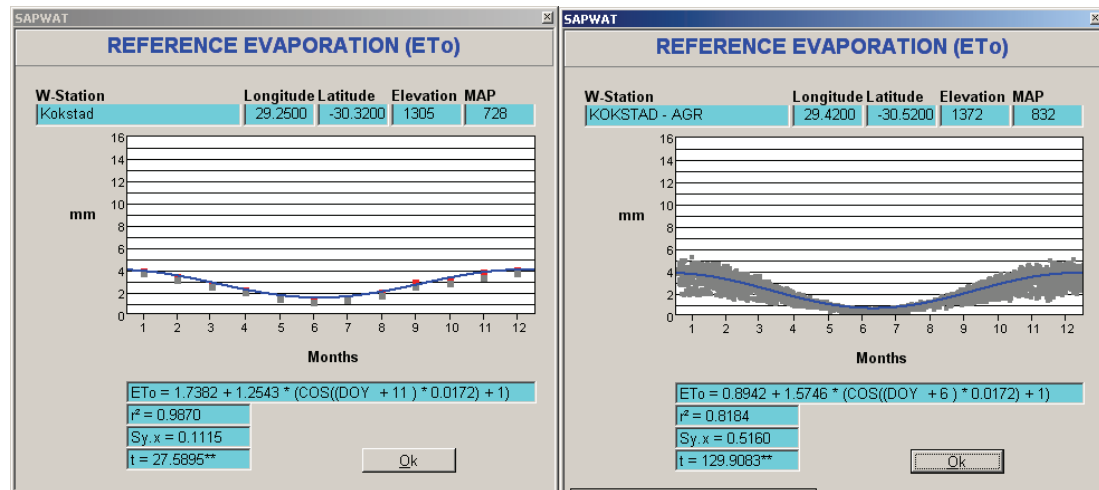 SAPWAT
REFERENCE EVAPORATION (ETo)
W-Station Longitude Latitude Elevation MAP
Kokstad 29.2500 -30.3200 1305 728
16
14
12
10
mm
8
6
4
2
0
1 2 3 4 5 6 7 8 9 10 11 12
Months
ETo = 1.7382 + 1.2543 * (COS((DOY + 11 ) * 0.0172) + 1)
r² = 0.9870
Sy.x = 0.1115
t = 27.5895**
Ok
SAPWAT
REFERENCE EVAPORATION (ETo)
W-Station Longitude Latitude Elevation MAP
KOKSTAD - AGR 29.4200 -30.5200 1372 832
16
14
12
10
mm
8
6
4
2
0
1 2 3 4 5 6 7 8 9 10 11 12
Months
ETo = 0.8942 + 1.5746 * (COS((DOY + 6 ) * 0.0172) + 1)
r² = 0.8184
Sy.x = 0.5160
t = 129.9083**
Ok